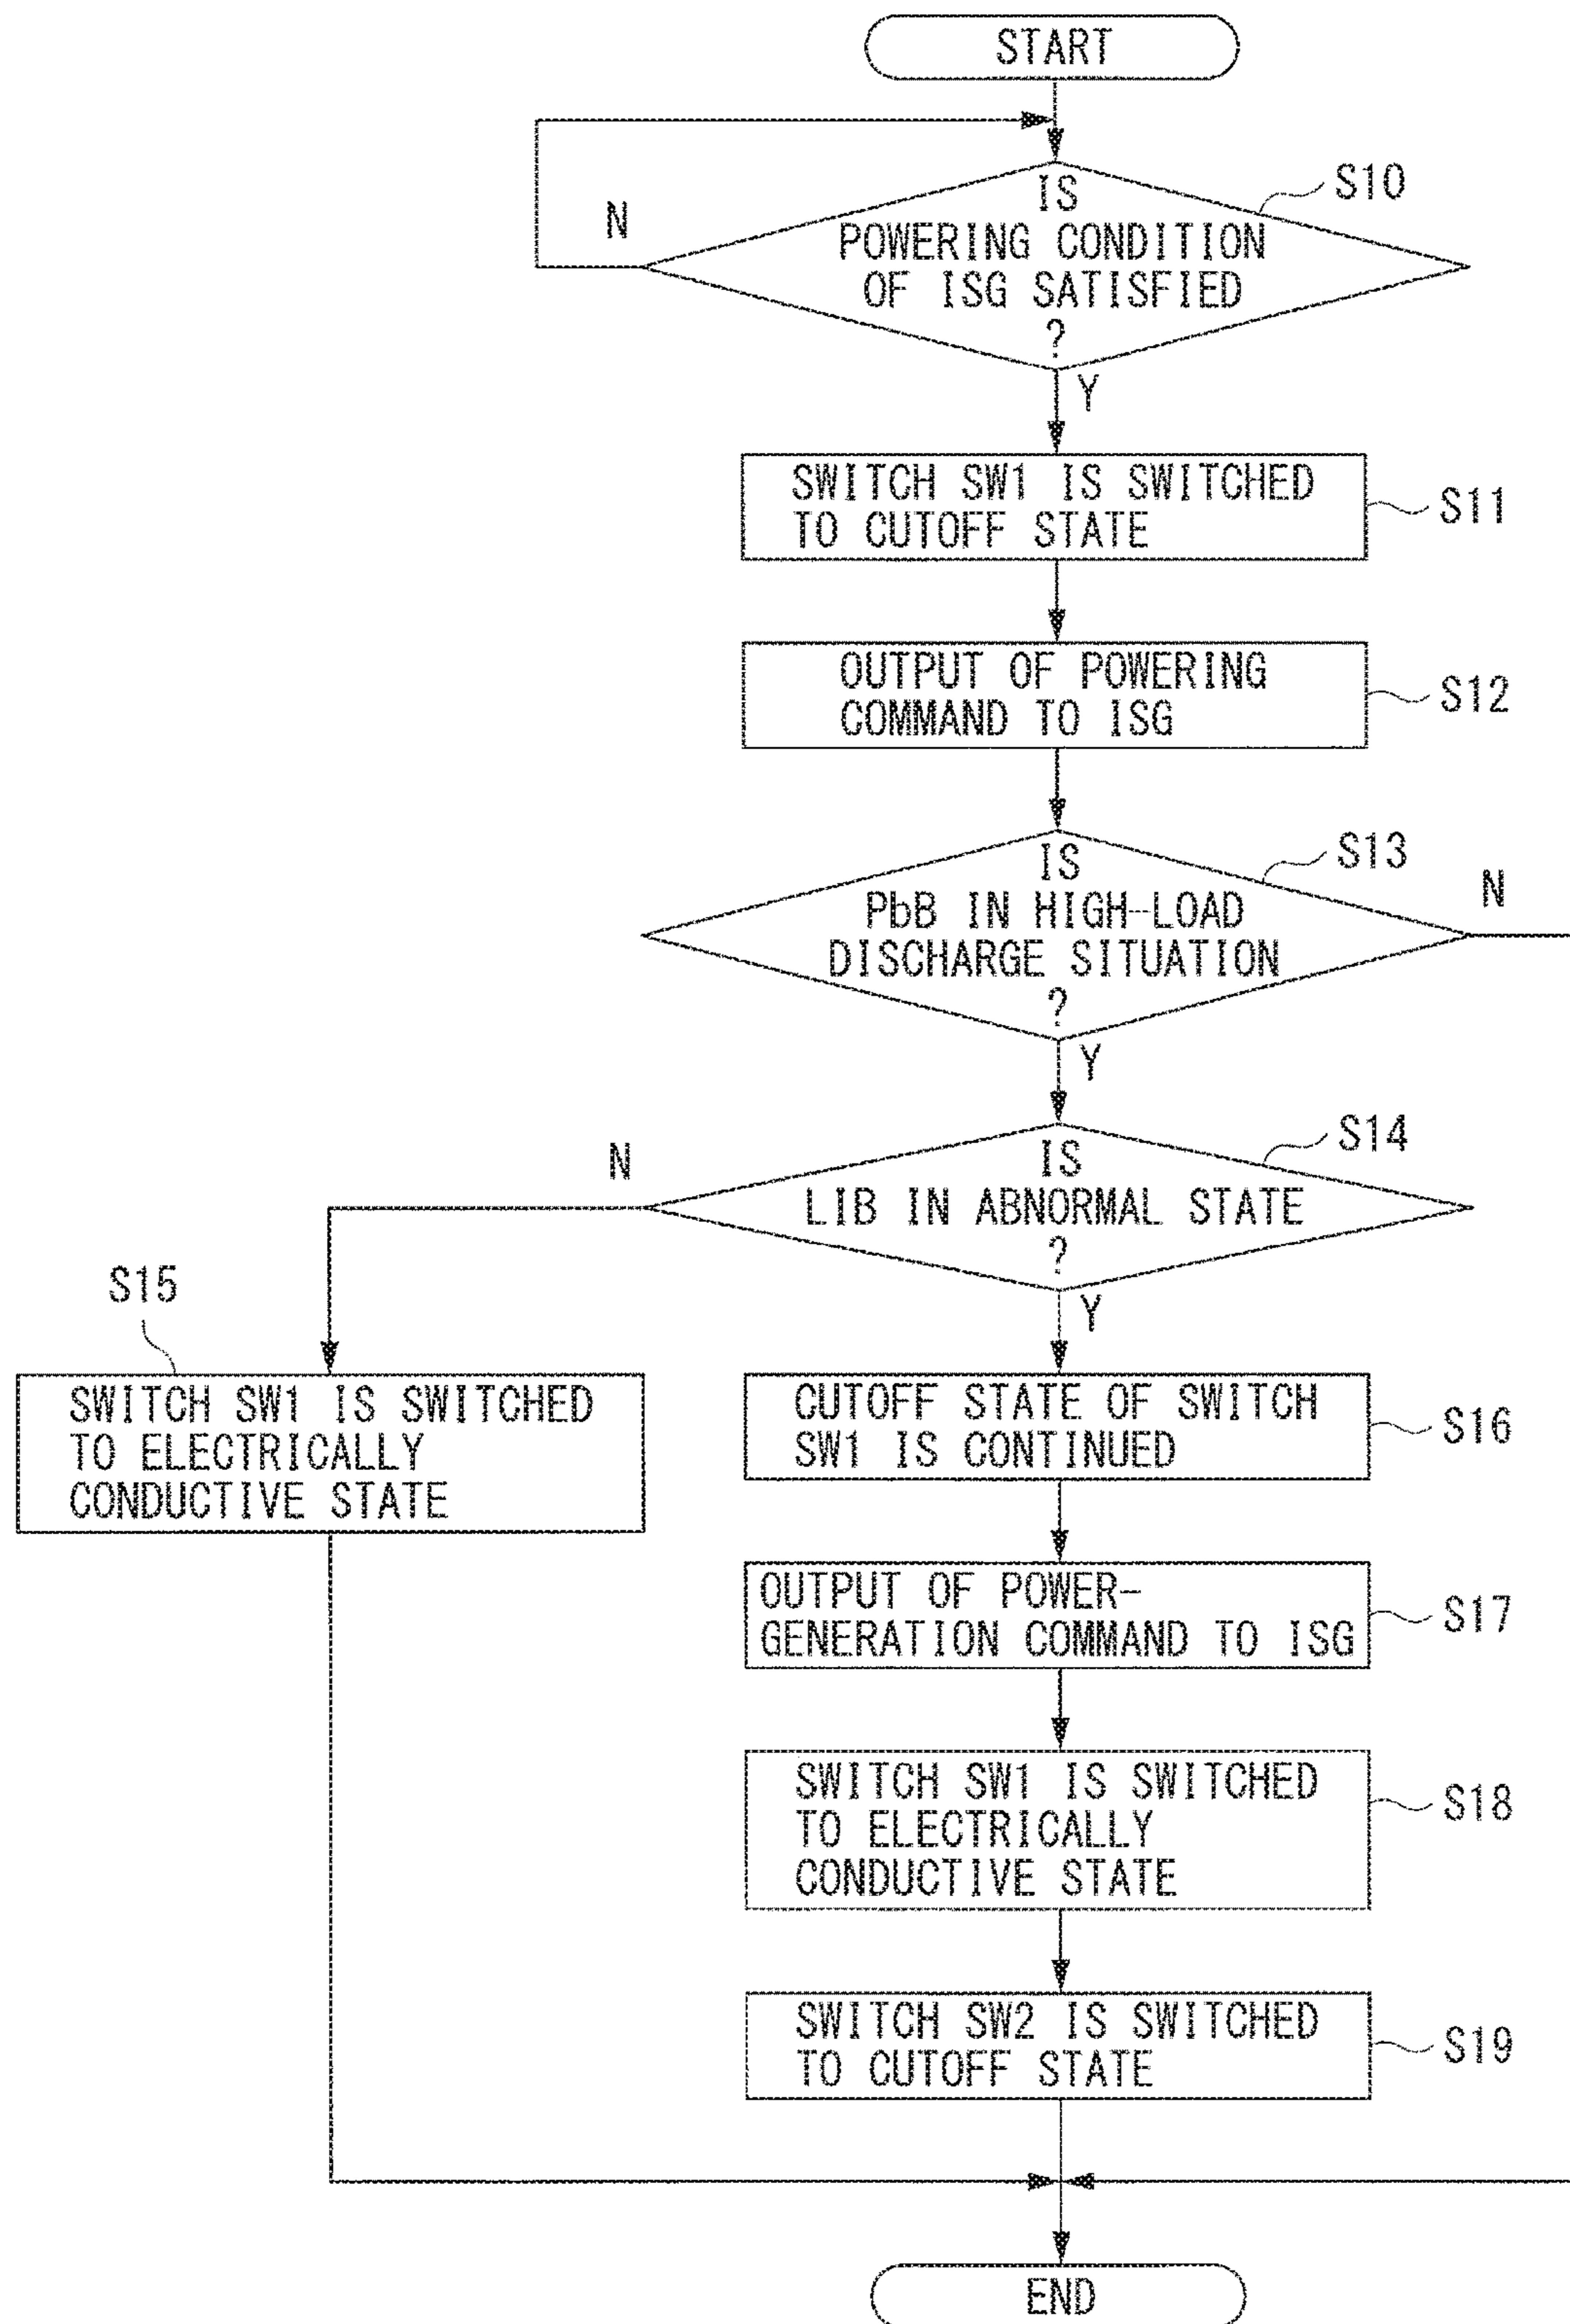 START
IS
POWERING CONDITION
OF ISG SATISFIED
?
S10
N
Y
SWITCH SW1 IS SWITCHED
TO CUTOFF STATE
S11
OUTPUT OF POWERING
COMMAND TO ISG
S12
IS
PbB IN HIGH-LOAD
DISCHARGE SITUATION
?
S13
N
Y
IS
LIB IN ABNORMAL STATE
?
S14
N
Y
S15
SWITCH SW1 IS SWITCHED
TO ELECTRICALLY
CONDUCTIVE STATE
CUTOFF STATE OF SWITCH
SW1 IS CONTINUED
S16
OUTPUT OF POWER-
GENERATION COMMAND TO ISG
S17
SWITCH SW1 IS SWITCHED
TO ELECTRICALLY
CONDUCTIVE STATE
S18
SWITCH SW2 IS SWITCHED
TO CUTOFF STATE
S19
END